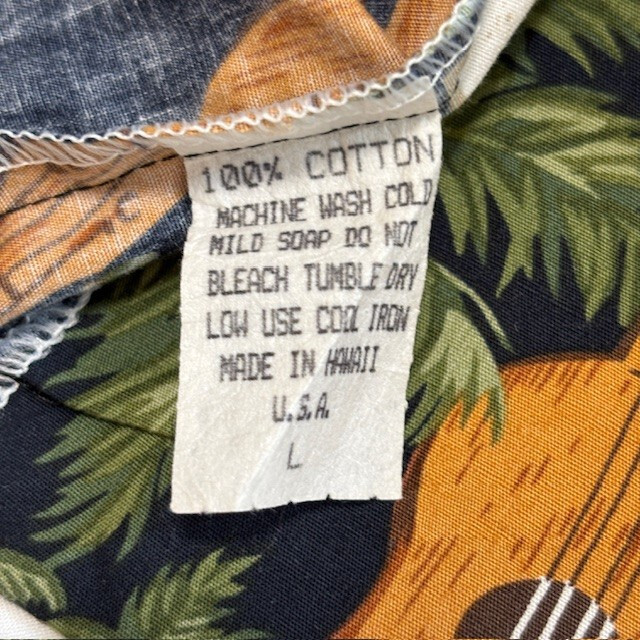 100% COTTON
MACHINE WASH COLD
MILD SOAP DO NOT
BLEACH TUMBLE DRY
LOW USE COOL IRON
MADE IN HAWAII
U.S.A.
L